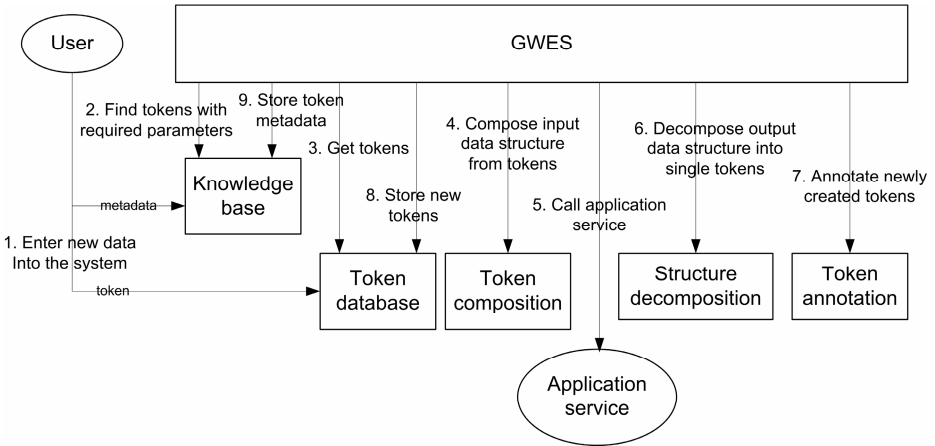 User
GWES
2. Find tokens with
required parameters
9. Store token
metadata
3. Get tokens
4. Compose input
data structure
from tokens
6. Decompose output
data structure into
single tokens
7. Annotate newly
created tokens
Knowledge
base
8. Store new
tokens
5. Call application
service
metadata
1. Enter new data
Into the system
token
Token
database
Token
composition
Structure
decomposition
Token
annotation
Application
service